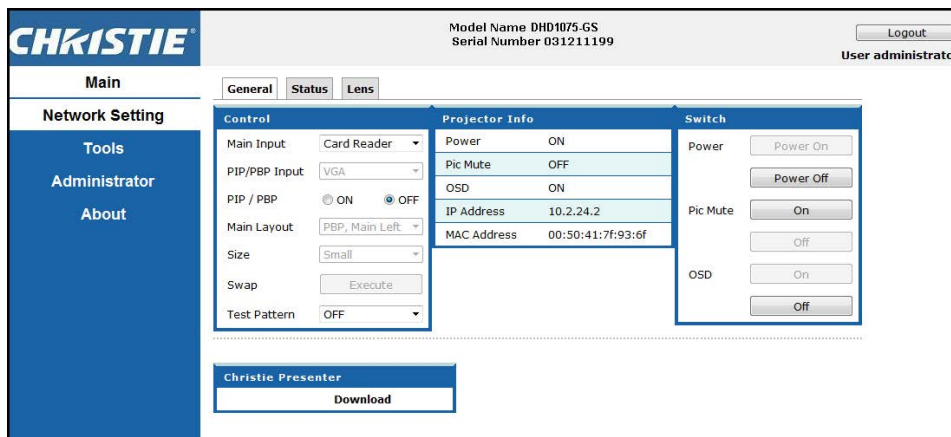 CHRISTIE®
Model Name DHD1075-GS
Serial Number 031211199
Logout
User administrato
Main
Network Setting
Tools
Administrator
About
General Status Lens
Control
Main Input Card Reader
PIP/PBP Input VGA
PIP / PBP ON OFF
Main Layout PBP, Main Left
Size Small
Swap Execute
Test Pattern OFF
Projector Info
Power ON
Pic Mute OFF
OSD ON
IP Address 10.2.24.2
MAC Address 00:50:41:7f:93:6f
Switch
Power Power On
Power Off
Pic Mute On
Off
OSD On
Off
Christie Presenter
Download